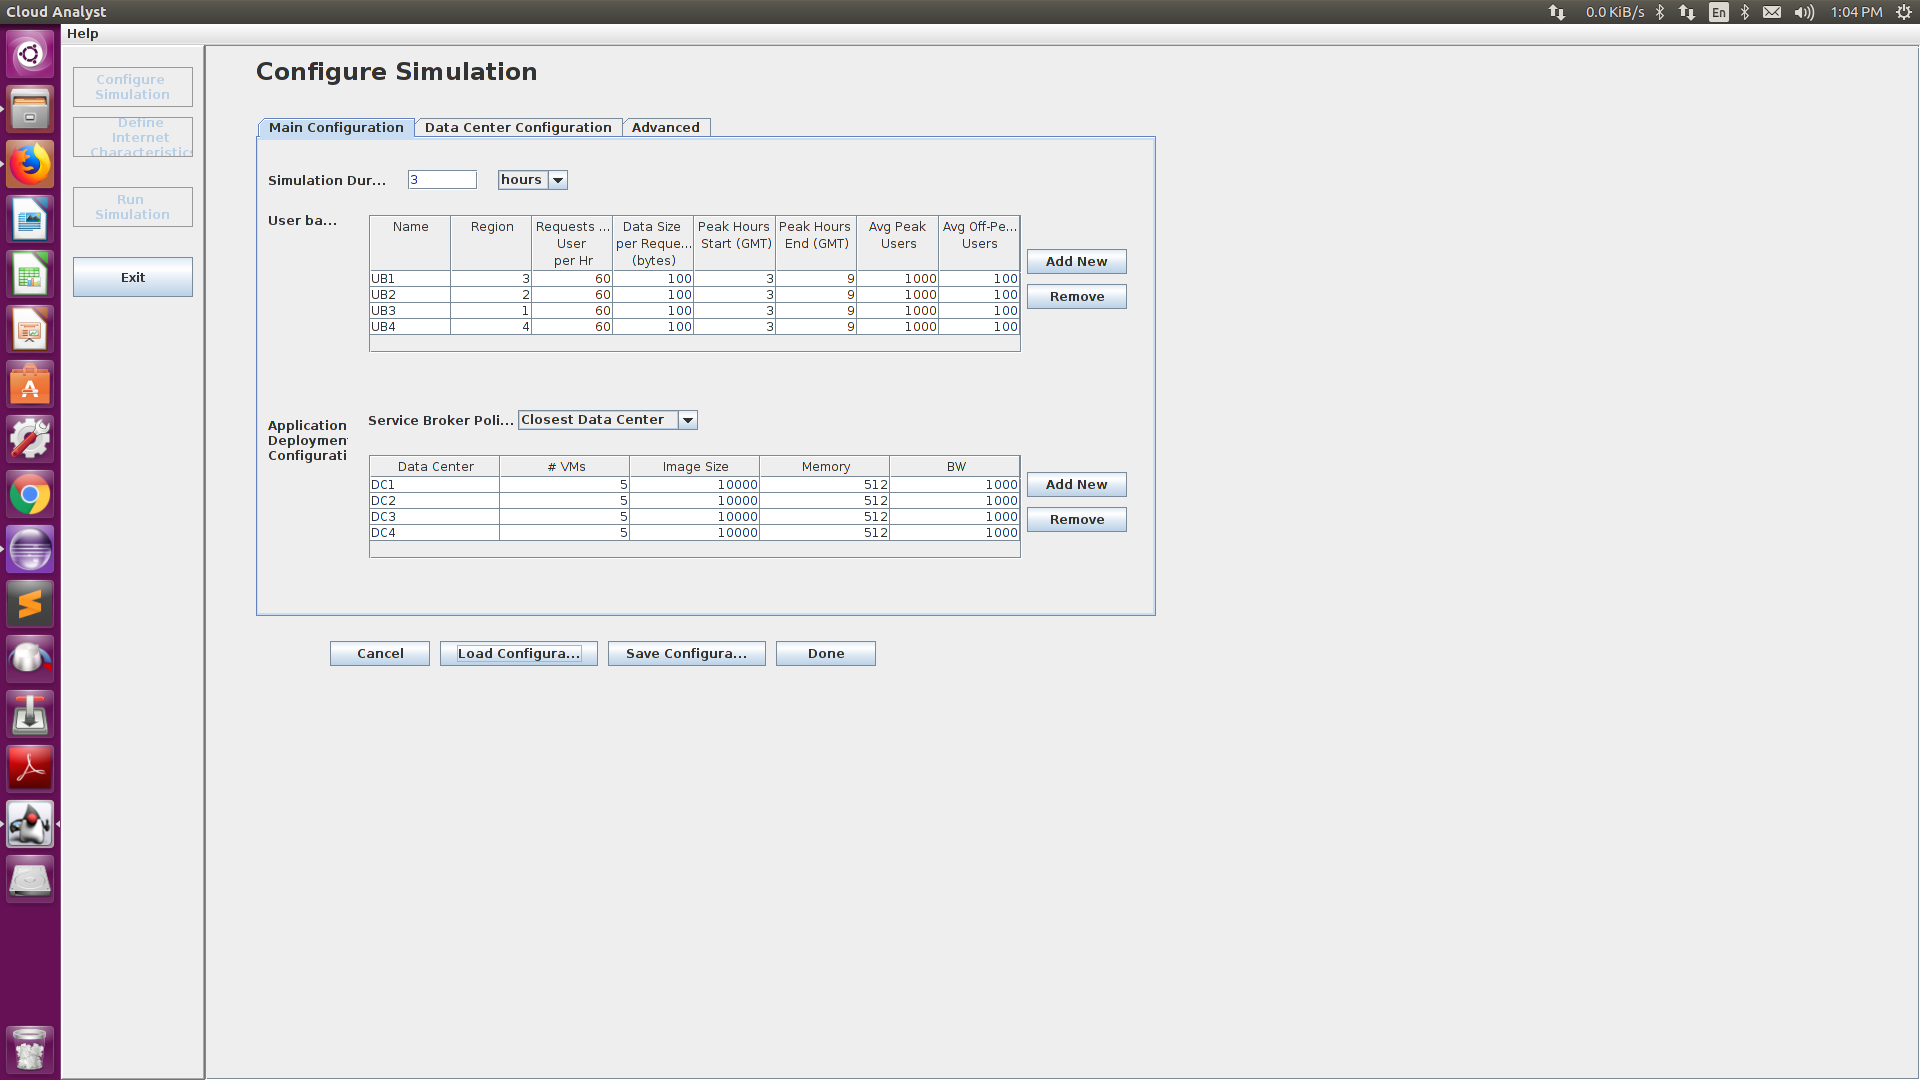 Cloud Analyst
0.0 KiB/s
En
1:04 PM
Help
Configure
Simulation
Define
Internet
Characteristics
Run
Simulation
Exit
Configure Simulation
Main Configuration Data Center Configuration Advanced
Simulation Dur... 3 hours
User ba...
Name Region Requests ... User per Hr Data Size per Reque... (bytes) Peak Hours Start (GMT) Peak Hours End (GMT) Avg Peak Users Avg Off-Pe... Users
UB1 3 60 100 3 9 1000 100
UB2 2 60 100 3 9 1000 100
UB3 1 60 100 3 9 1000 100
UB4 4 60 100 3 9 1000 100
Add New
Remove
Application
Deploymen
Configurati
Service Broker Poli... Closest Data Center
Data Center # VMs Image Size Memory BW
DC1 5 10000 512 1000
DC2 5 10000 512 1000
DC3 5 10000 512 1000
DC4 5 10000 512 1000
Add New
Remove
Cancel Load Configura... Save Configura... Done